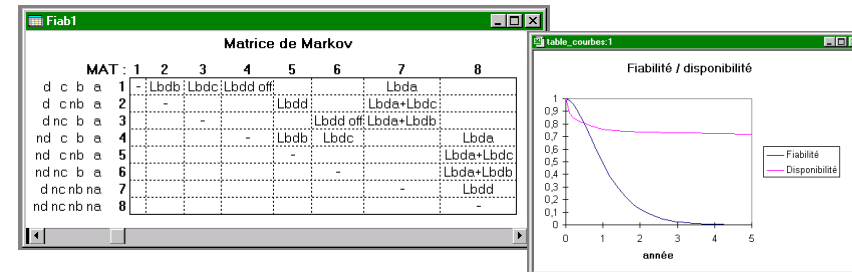 Fiab1
Matrice de Markov
MAT : 1 2 3 4 5 6 7 8
d c b a 1 - Lbdb Lbdc Lbdd off Lbda
d c nb a 2 - Lbdd Lbda+Lbdc
d nc b a 3 - Lbdd off Lbda+Lbdb
nd c b a 4 - Lbdb Lbdc Lbda
nd c nb a 5 - Lbda+Lbdc
nd nc b a 6 - Lbda+Lbdb
d nc nb na 7 - Lbdd
nd nc nb na 8 -
table_courbes:1
Fiabilité / disponibilité
1
0,9
0,8
0,7
0,6
0,5
0,4
0,3
0,2
0,1
0
0 1 2 3 4 5
année
Fiabilité
Disponibilité